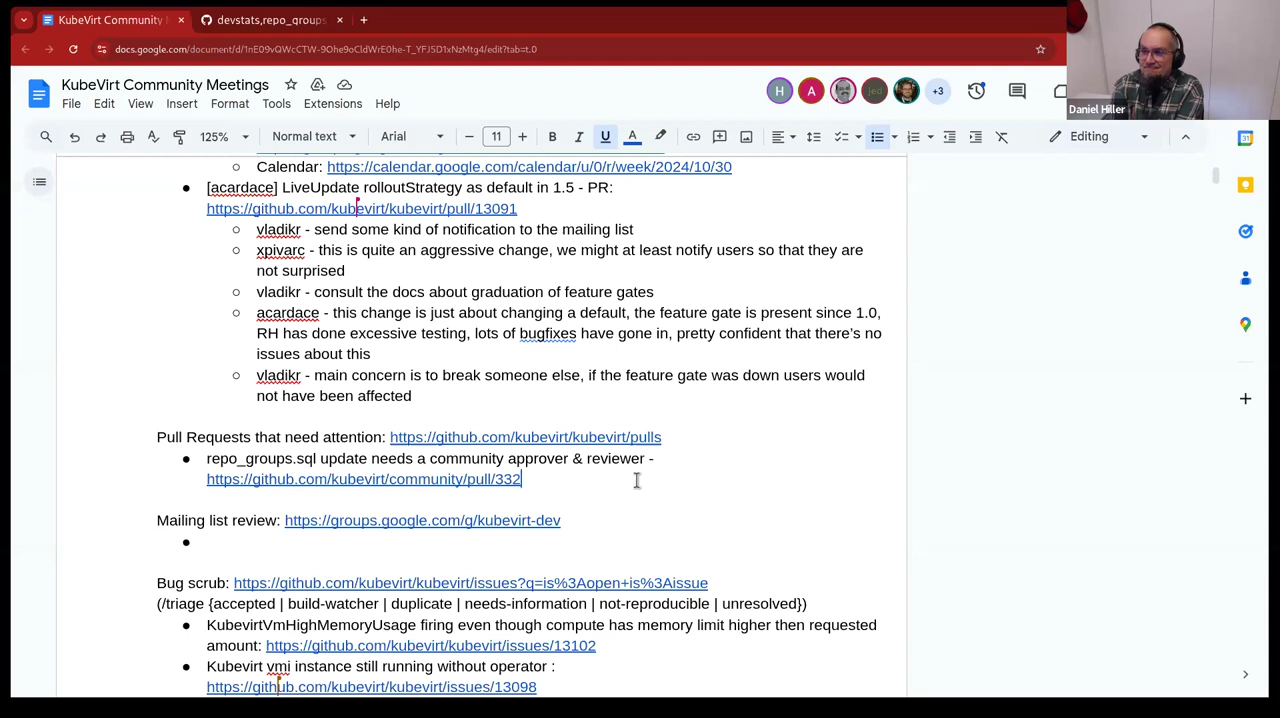 KubeVirt Community M
devstats,repo_groups
docs.google.com/document/d/1nE09vQWcCTW-9Ohe9oCldWrE0he-T_YFJ5D1xNzMtg4/edit?tab=t.0
KubeVirt Community Meetings
File Edit View Insert Format Tools Extensions Help
H A jed +3
Daniel Hiller
125% Normal text Arial 11 B I U A Editing
Calendar: https://calendar.google.com/calendar/u/0/r/week/2024/10/30
[acardace] LiveUpdate rolloutStrategy as default in 1.5 - PR:
https://github.com/kubevirt/kubevirt/pull/13091
vladikr - send some kind of notification to the mailing list
xpivarc - this is quite an aggressive change, we might at least notify users so that they are
not surprised
vladikr - consult the docs about graduation of feature gates
acardace - this change is just about changing a default, the feature gate is present since 1.0,
RH has done excessive testing, lots of bugfixes have gone in, pretty confident that there's no
issues about this
vladikr - main concern is to break someone else, if the feature gate was down users would
not have been affected
Pull Requests that need attention: https://github.com/kubevirt/kubevirt/pulls
repo_groups.sql update needs a community approver & reviewer -
https://github.com/kubevirt/community/pull/332
Mailing list review: https://groups.google.com/g/kubevirt-dev
Bug scrub: https://github.com/kubevirt/kubevirt/issues?q=is%3Aopen+is%3Aissue
(/triage {accepted | build-watcher | duplicate | needs-information | not-reproducible | unresolved})
KubevirtVmHighMemoryUsage firing even though compute has memory limit higher then requested
amount: https://github.com/kubevirt/kubevirt/issues/13102
Kubevirt vmi instance still running without operator :
https://github.com/kubevirt/kubevirt/issues/13098